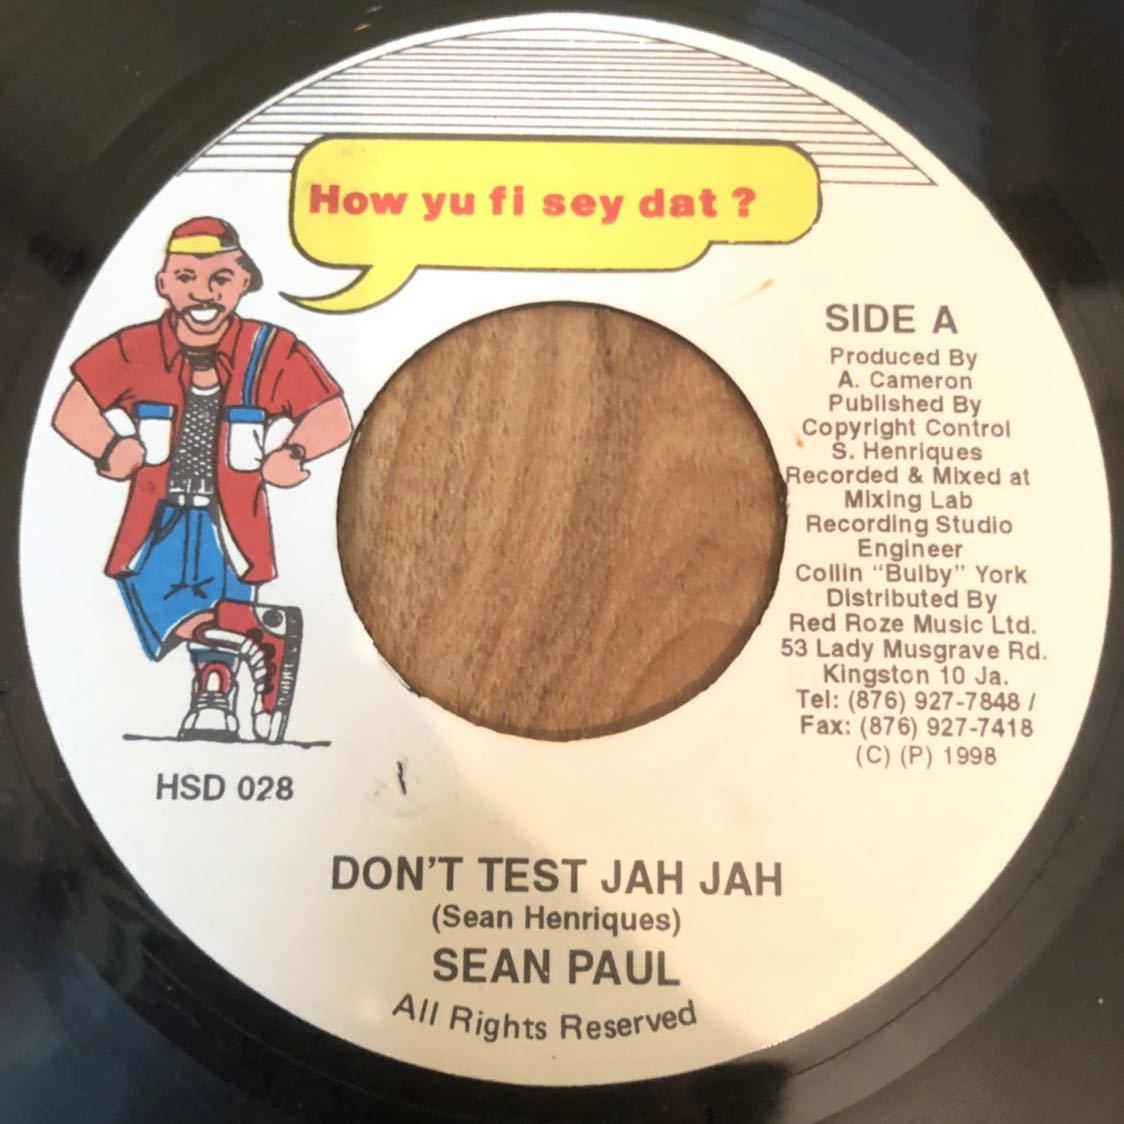 How yu fi sey dat ?
SIDE A
Produced By
A. Cameron
Published By
Copyright Control
S. Henriques
Recorded & Mixed at
Mixing Lab
Recording Studio
Engineer
Collin “Bulby” York
Distributed By
Red Roze Music Ltd.
53 Lady Musgrave Rd.
Kingston 10 Ja.
Tel: (876) 927-7848 /
Fax: (876) 927-7418
(C) (P) 1998
HSD 028
DON'T TEST JAH JAH
(Sean Henriques)
SEAN PAUL
All Rights Reserved